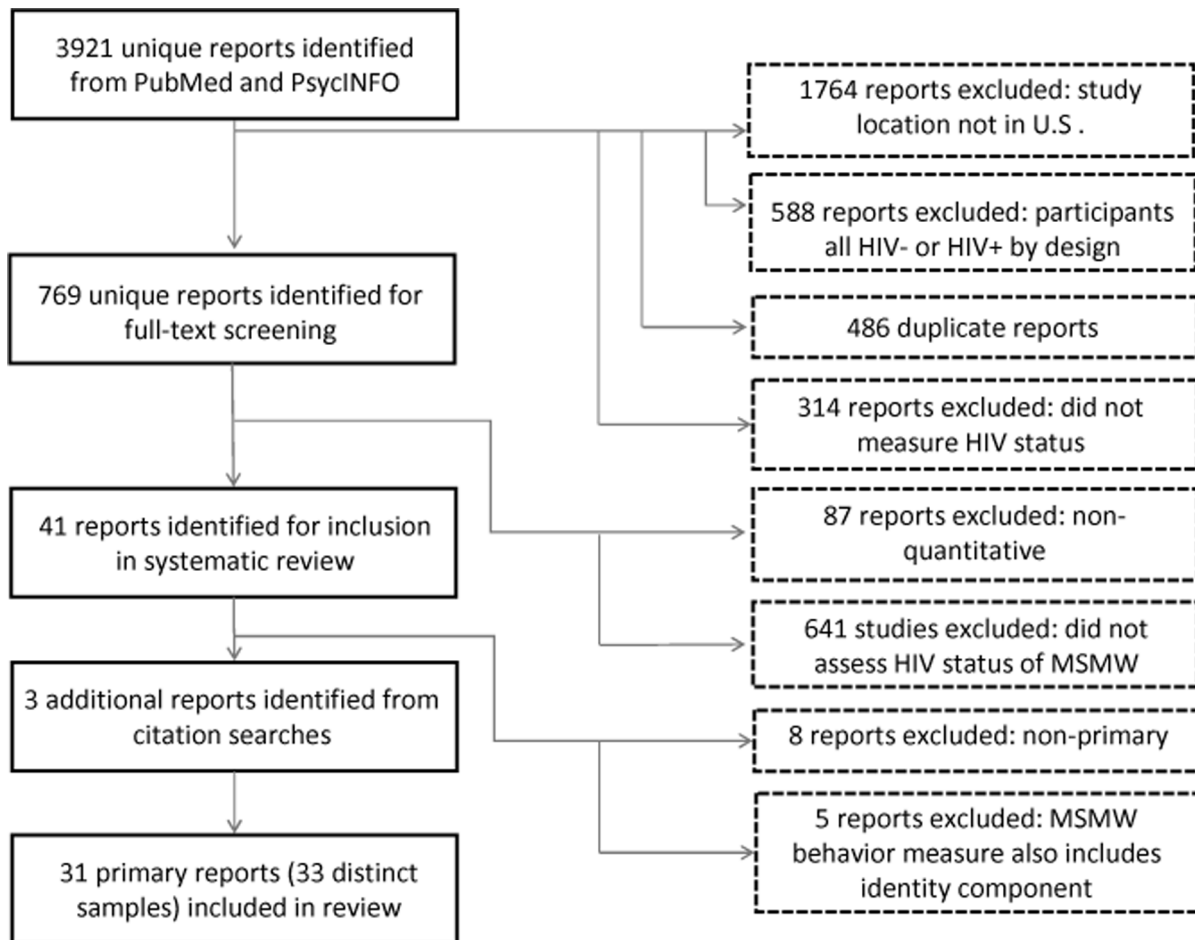 3921 unique reports identified
from PubMed and PsycINFO
1764 reports excluded: study
location not in U.S .
588 reports excluded: participants
all HIV- or HIV+ by design
769 unique reports identified for
full-text screening
486 duplicate reports
314 reports excluded: did not
measure HIV status
41 reports identified for inclusion
in systematic review
87 reports excluded: non-
quantitative
641 studies excluded: did not
assess HIV status of MSMW
3 additional reports identified from
citation searches
8 reports excluded: non-primary
5 reports excluded: MSMW
behavior measure also includes
identity component
31 primary reports (33 distinct
samples) included in review